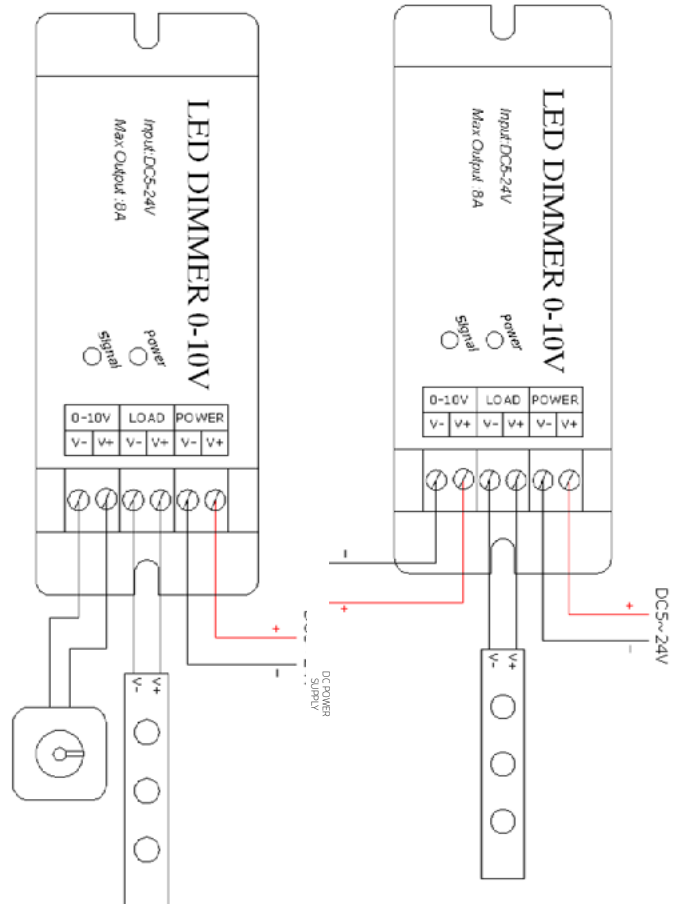 LED DIMMER 0-10V
Input:DC5-24V
Max Output :8A
Power
Signal
0-10V LOAD POWER
V- V+ V- V+ V- V+
+
-
V- V+
DC POWER
SUPPLY
LED DIMMER 0-10V
Input:DC5-24V
Max Output :8A
Power
Signal
0-10V LOAD POWER
V- V+ V- V+ V- V+
-
+
+
-
DC5~24V
V- V+